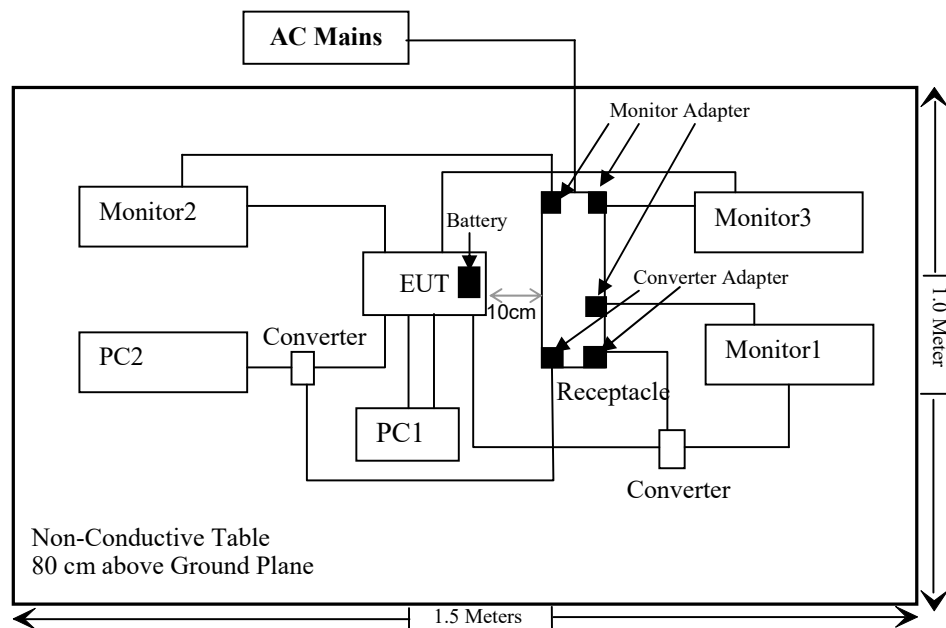 AC Mains
Monitor Adapter
Monitor2
Battery
Monitor3
EUT
Converter Adapter
10cm
Converter
PC2
Monitor1
Receptacle
PC1
Converter
Non-Conductive Table
80 cm above Ground Plane
1.0 Meter
1.5 Meters